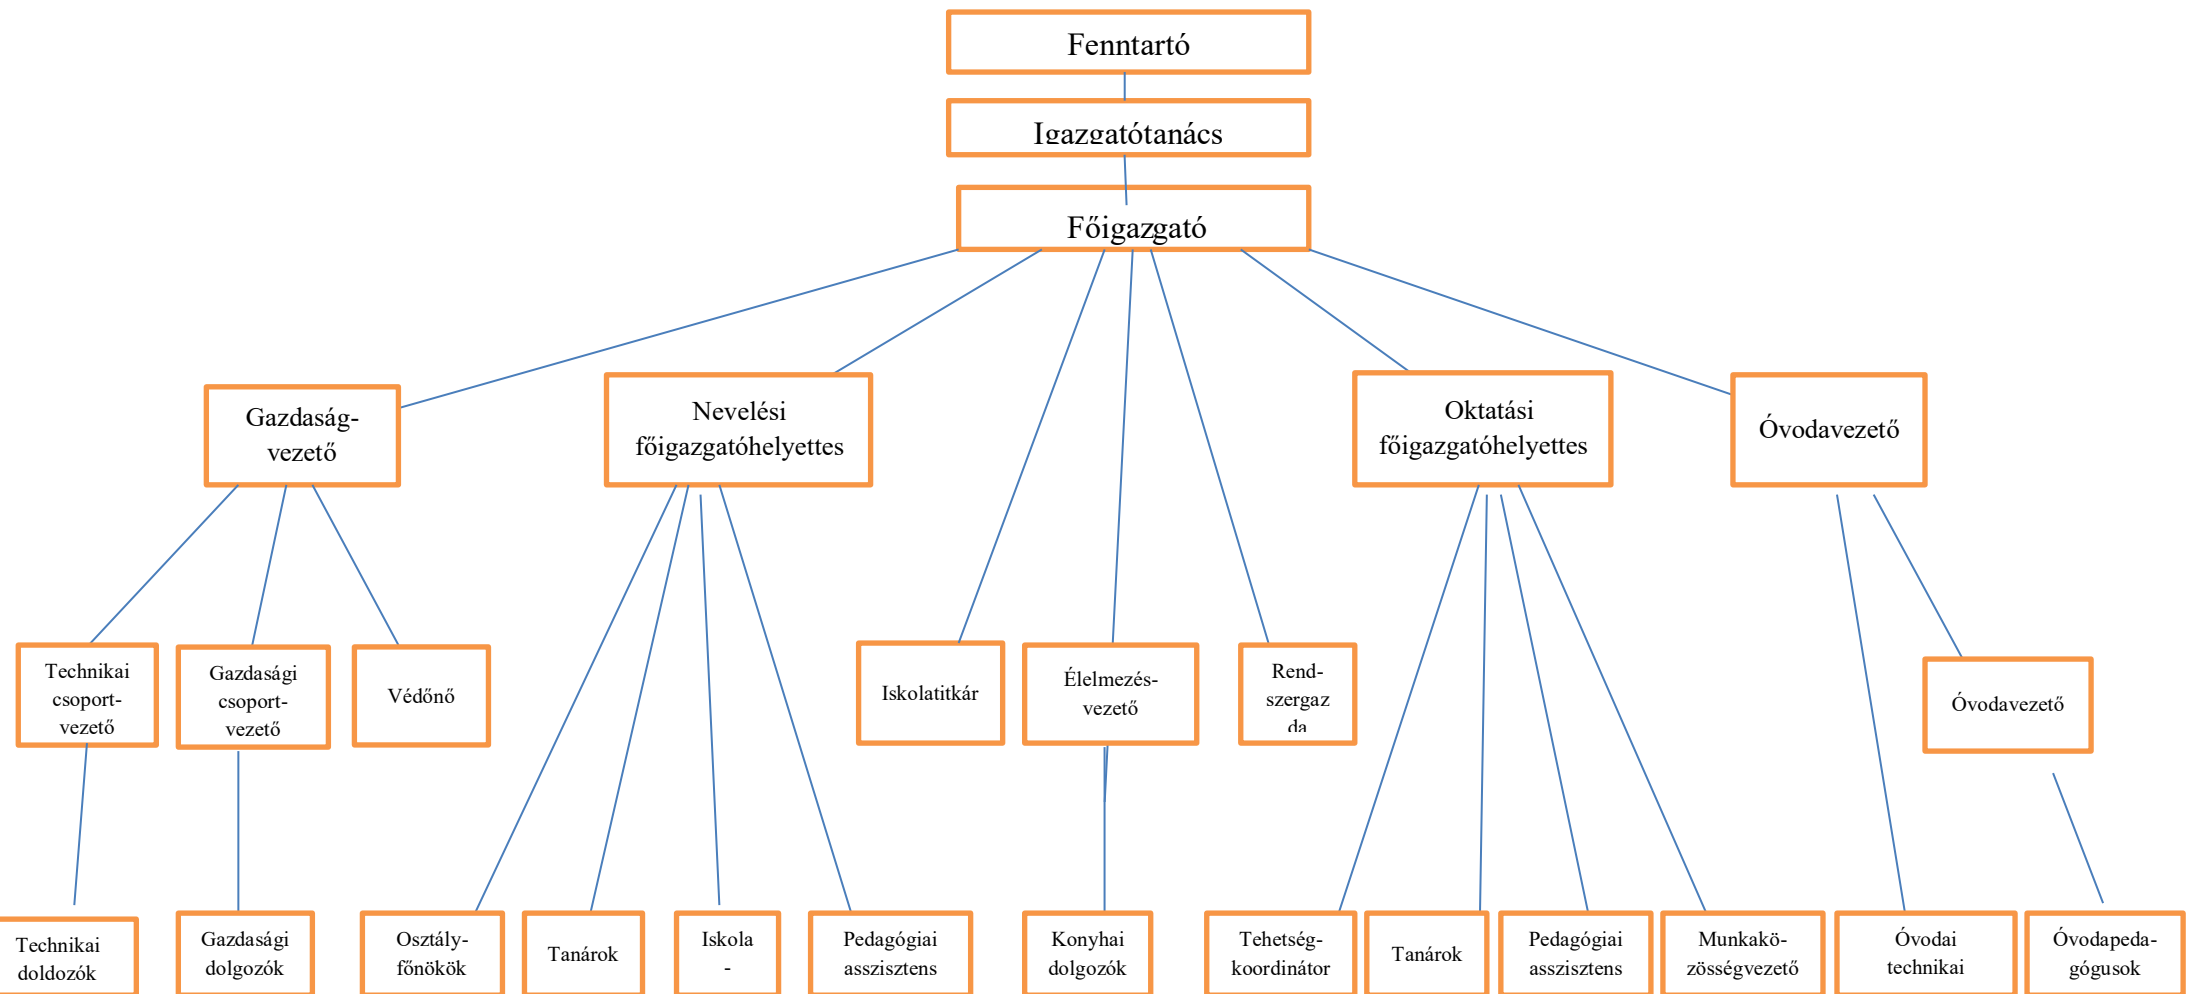 Fenntartó
Igazgatótanács
Főigazgató
Gazdaság-
vezető
Nevelési
főigazgatóhelyettes
Oktatási
főigazgatóhelyettes
Óvodavezető
Technikai
csoport-
vezető
Gazdasági
csoport-
vezető
Védőnő
Iskolatitkár
Élelmezés-
vezető
Rend-
szergaz
da
Óvodavezető
Technikai
doldozók
Gazdasági
dolgozók
Osztály-
főnökök
Tanárok
Iskola
-
Pedagógiai
asszisztens
Konyhai
dolgozók
Tehetség-
koordinátor
Tanárok
Pedagógiai
asszisztens
Munkakö-
zösségvezető
Óvodai
technikai
Óvodapeda-
gógusok